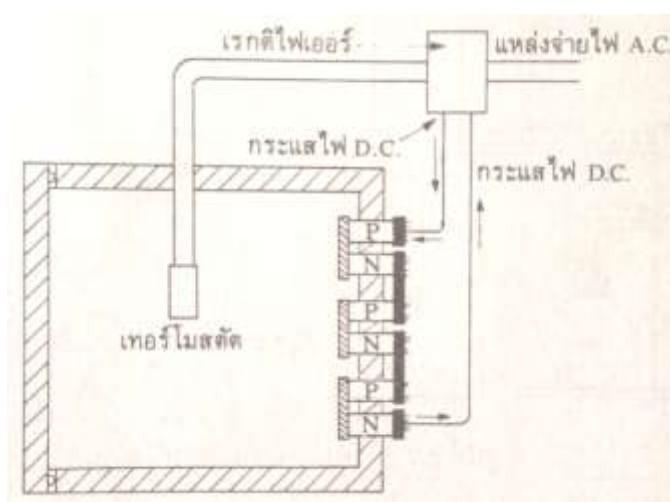 เรกติไฟเออร์
แหล่งจ่ายไฟ A.C.
กระแสไฟ D.C.
กระแสไฟ D.C.
P
N
P
N
P
N
เทอร์โมสตัต